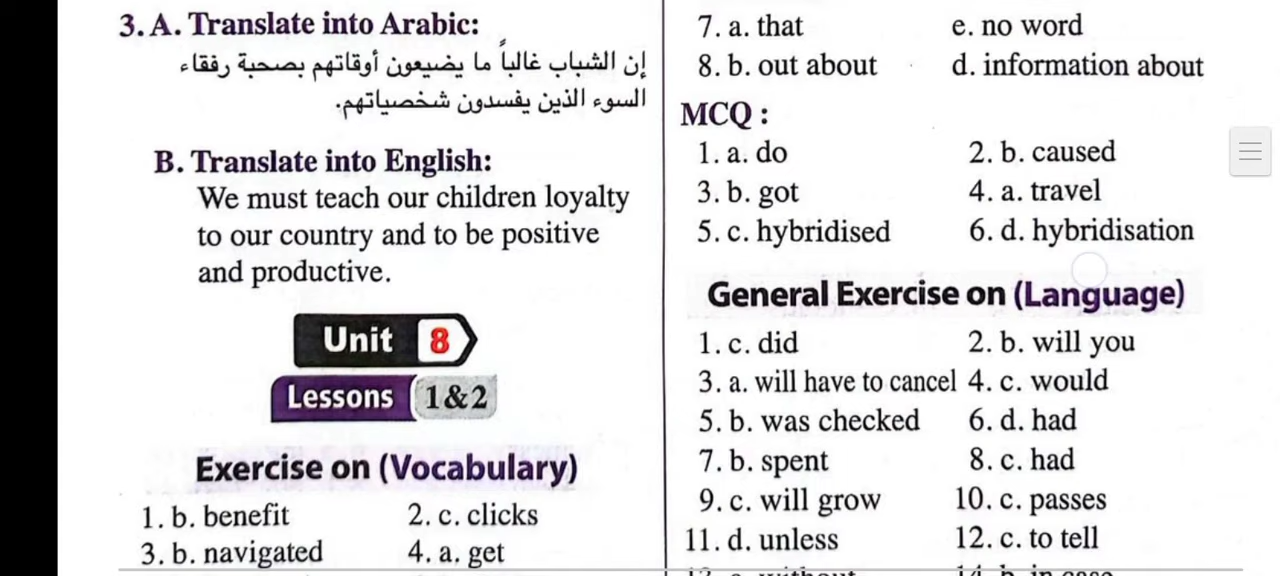 3. A. Translate into Arabic:
إن الشباب غالباً ما يضيعون أوقاتهم بصحبة رفقاء
السوء الذين يفسدون شخصياتهم.
B. Translate into English:
We must teach our children loyalty
to our country and to be positive
and productive.
Unit 8
Lessons 1&2
Exercise on (Vocabulary)
1. b. benefit 2. c. clicks
3. b. navigated 4. a. get
7. a. that e. no word
8. b. out about d. information about
MCQ :
1. a. do 2. b. caused
3. b. got 4. a. travel
5. c. hybridised 6. d. hybridisation
General Exercise on (Language)
1. c. did 2. b. will you
3. a. will have to cancel 4. c. would
5. b. was checked 6. d. had
7. b. spent 8. c. had
9. c. will grow 10. c. passes
11. d. unless 12. c. to tell